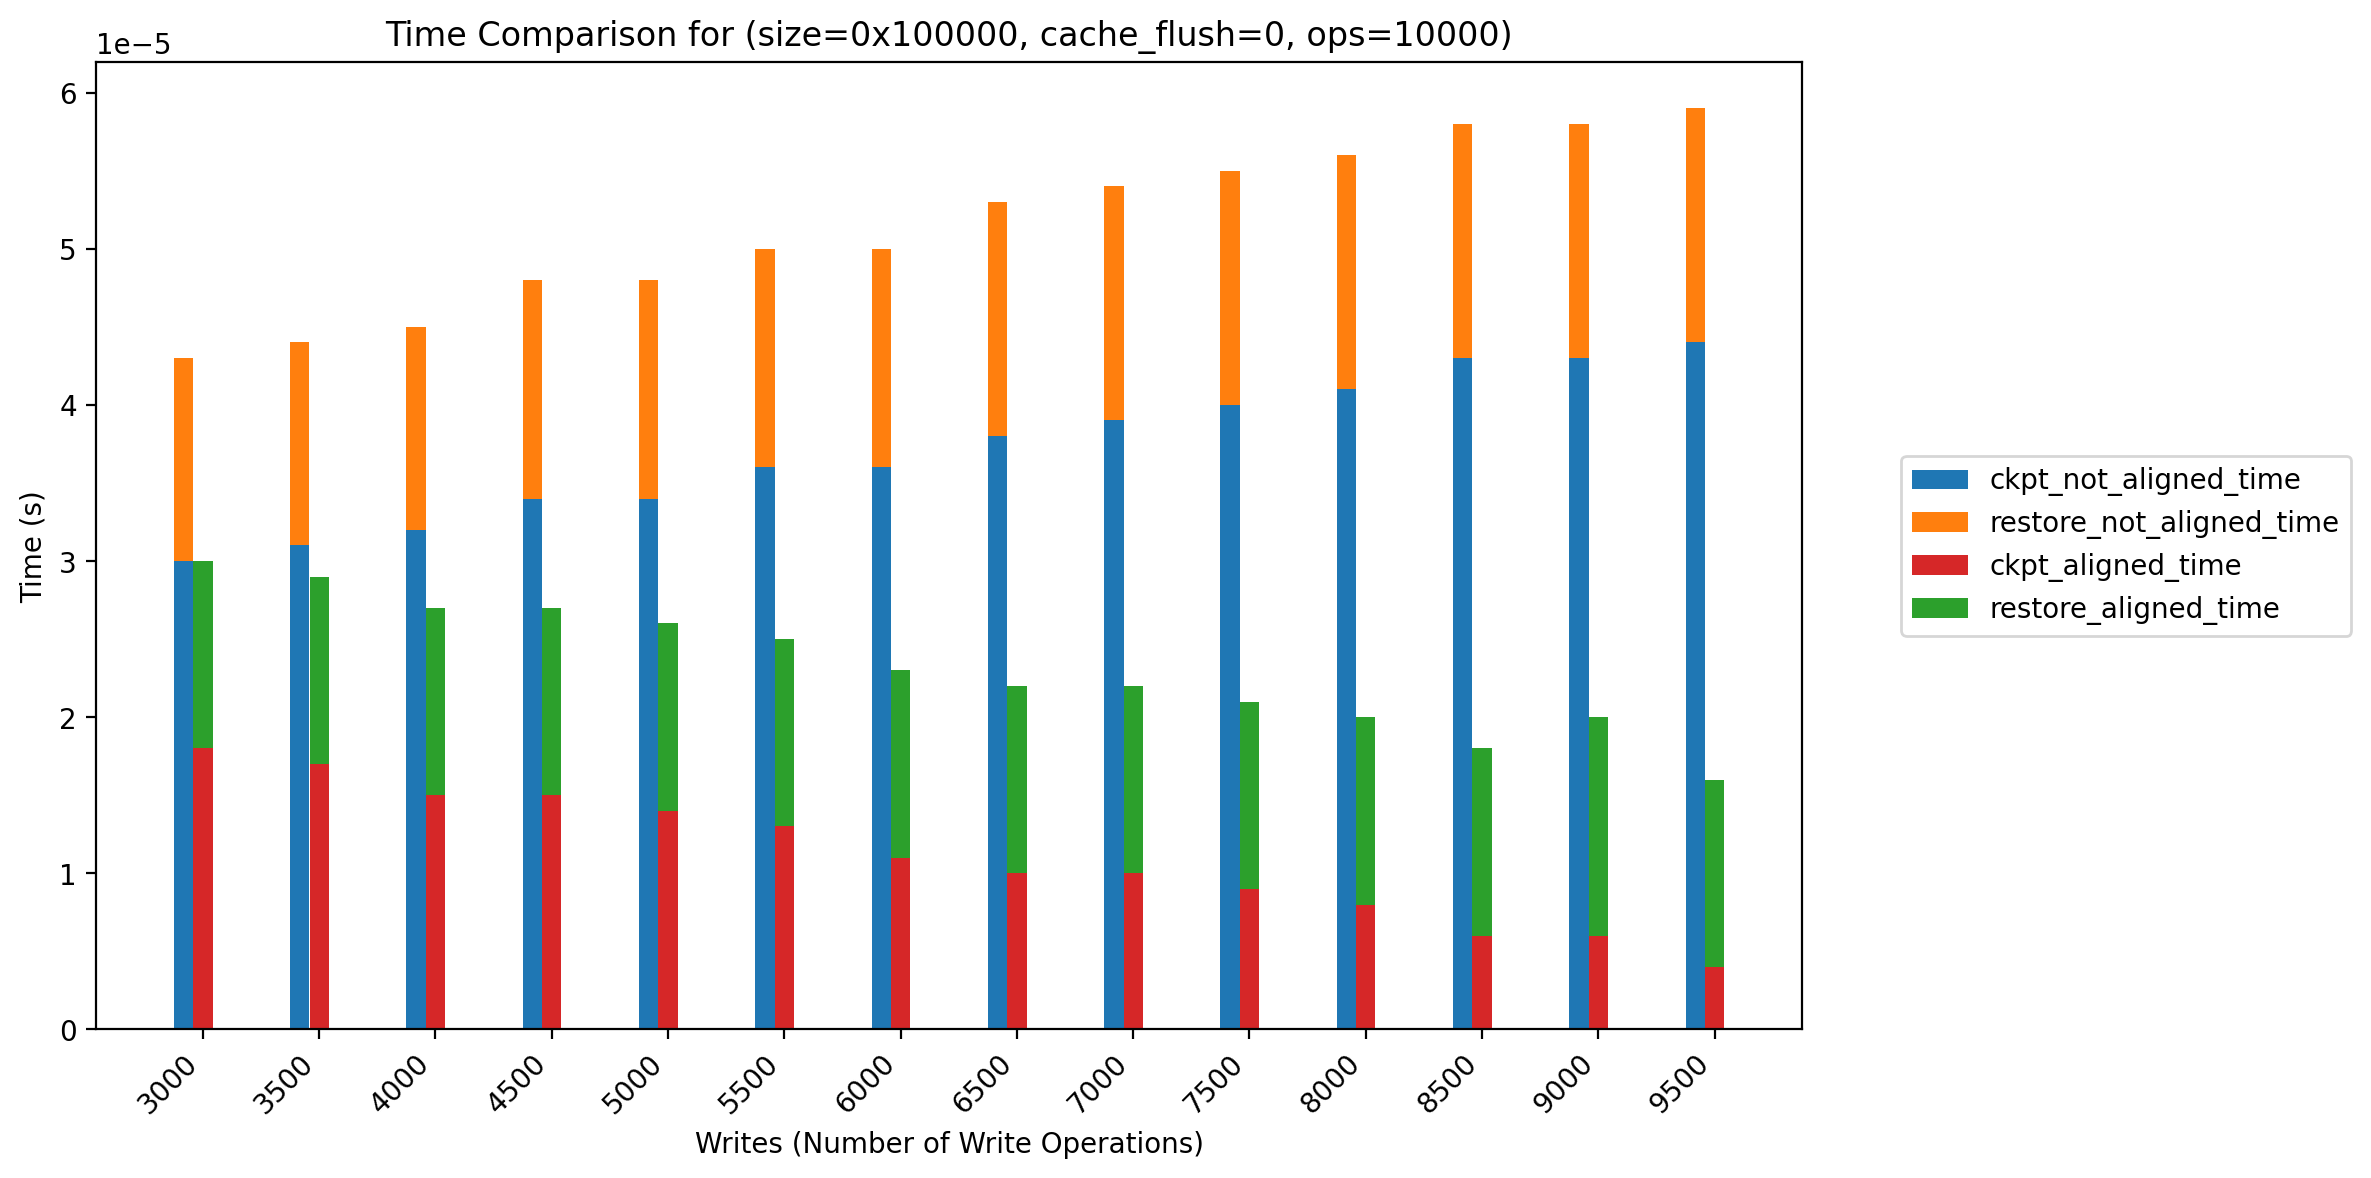 Time Comparison for (size=0x100000, cache_flush=0, ops=10000)
1e−5
6
5
4
3
2
1
0
Time (s)
3000
3500
4000
4500
5000
5500
6000
6500
7000
7500
8000
8500
9000
9500
Writes (Number of Write Operations)
ckpt_not_aligned_time
restore_not_aligned_time
ckpt_aligned_time
restore_aligned_time